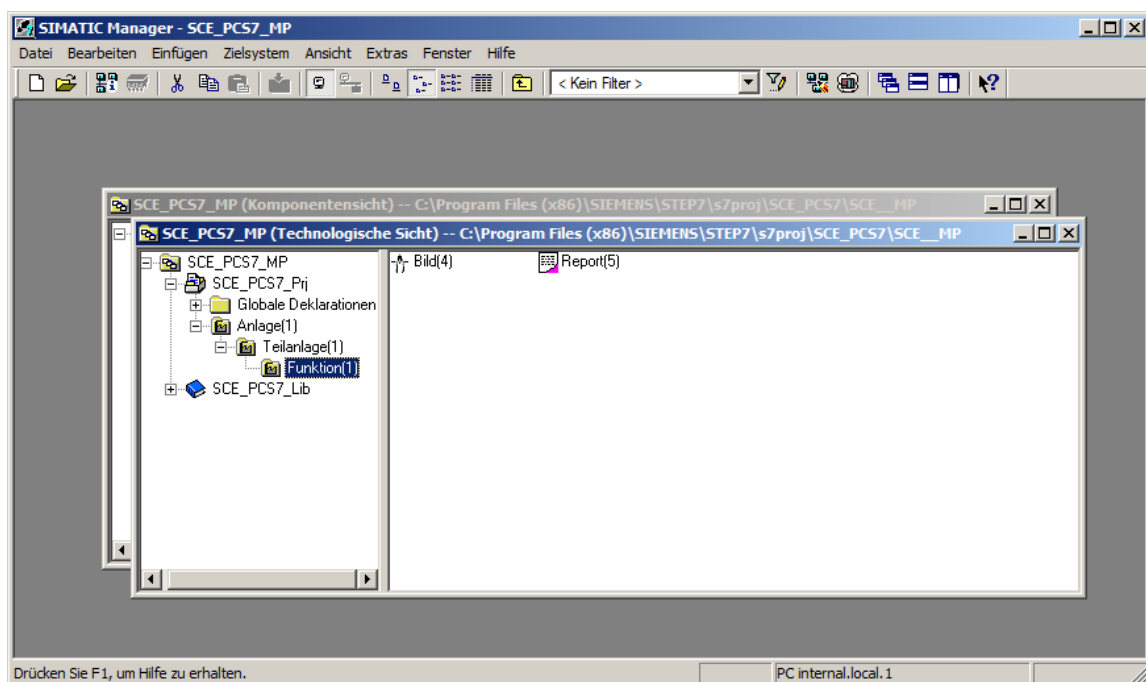 SIMATIC Manager - SCE_PCS7_MP
Datei Bearbeiten Einfügen Zielsystem Ansicht Extras Fenster Hilfe
< Kein Filter >
SCE_PCS7_MP (Komponentensicht) -- C:\Program Files (x86)\SIEMENS\STEP7\s7proj\SCE_PCS7\SCE__MP
SCE_PCS7_MP (Technologische Sicht) -- C:\Program Files (x86)\SIEMENS\STEP7\s7proj\SCE_PCS7\SCE__MP
SCE_PCS7_MP
SCE_PCS7_Prj
Globale Deklarationen
Anlage(1)
Teilanlage(1)
Funktion(1)
SCE_PCS7_Lib
Bild(4) Report(5)
Drücken Sie F1, um Hilfe zu erhalten. PC internal.local.1